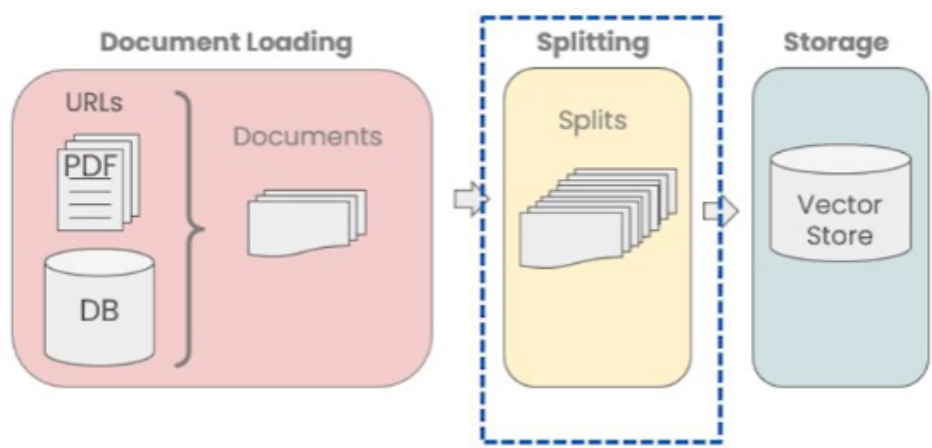 Document Loading
URLs
PDF
DB
Documents
Splitting
Splits
Storage
Vector
Store